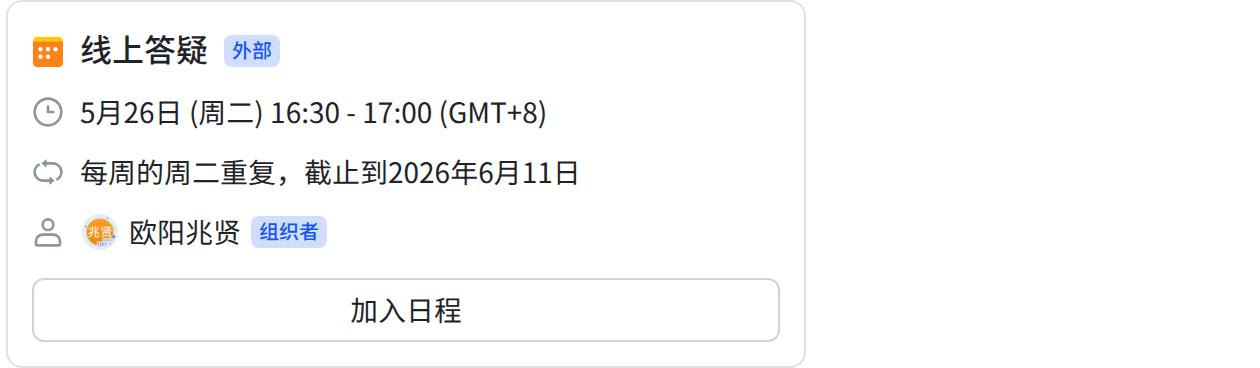 线上答疑 外部
5月26日 (周二) 16:30 - 17:00 (GMT+8)
每周的周二重复，截止到2026年6月11日
兆贤 欧阳兆贤 组织者
加入日程